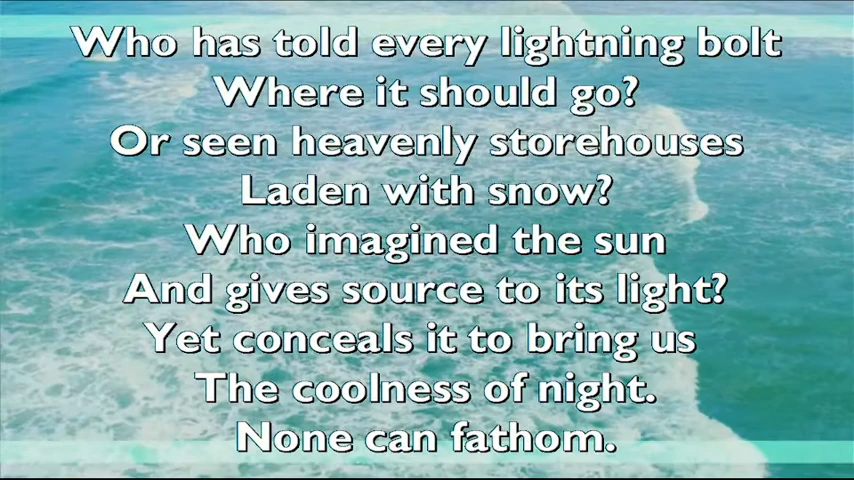 Who has told every lightning bolt
Where it should go?
Or seen heavenly storehouses
Laden with snow?
Who imagined the sun
And gives source to its light?
Yet conceals it to bring us
The coolness of night.
None can fathom.